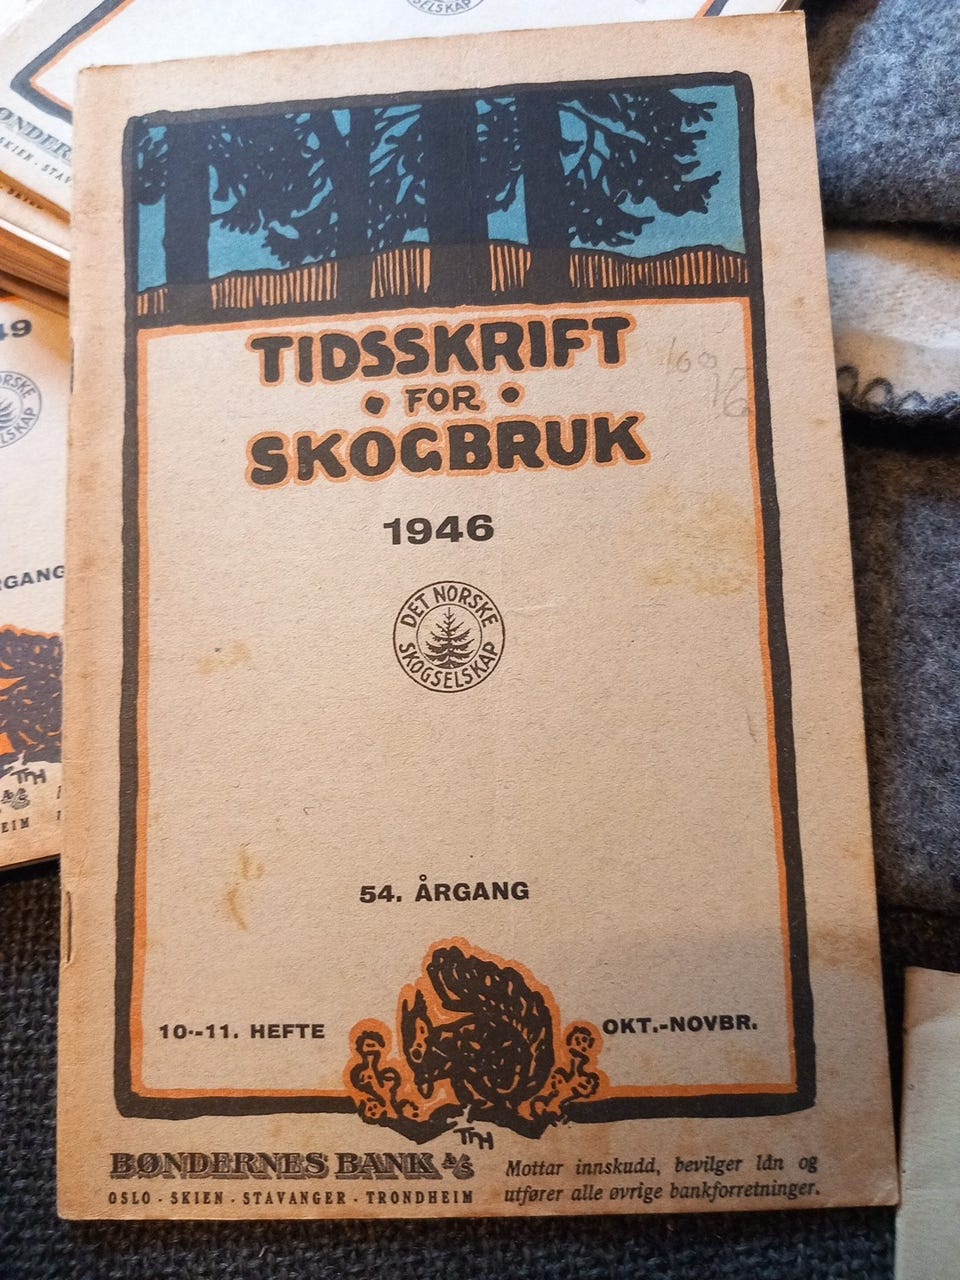 TIDSSKRIFT
• FOR •
SKOGBRUK
1946
DET NORSKE
SKOGSELSKAP
54. ÅRGANG
10.-11. HEFTE
OKT.-NOVBR.
ThH
BØNDERNES BANK A/S
OSLO - SKIEN - STAVANGER - TRONDHEIM
Mottar innskudd, bevilger lån og
utfører alle øvrige bankforretninger.